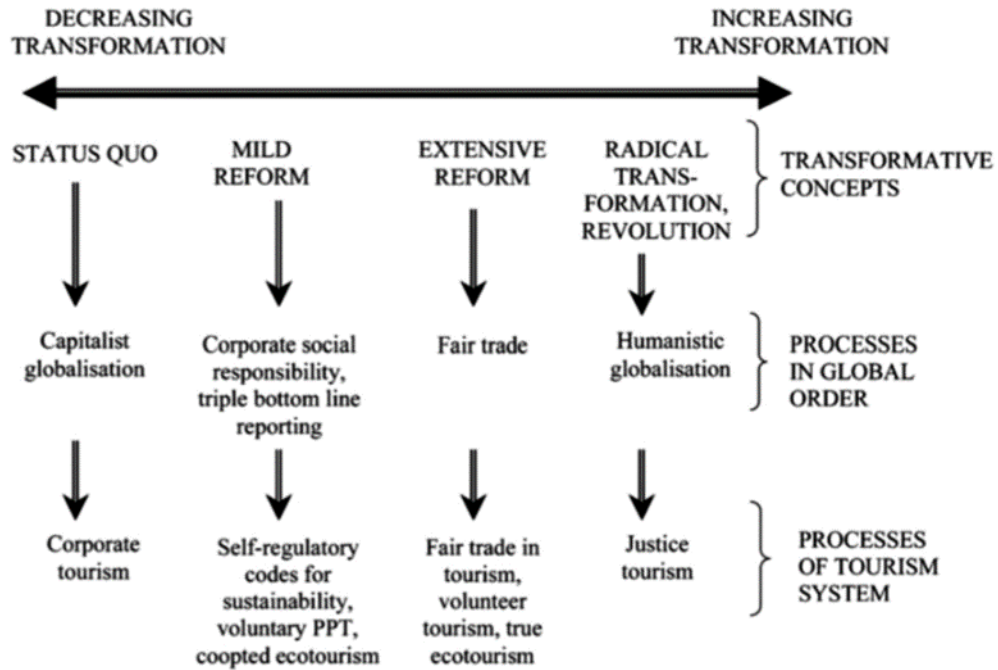 DECREASING
TRANSFORMATION
INCREASING
TRANSFORMATION
STATUS QUO
MILD
REFORM
EXTENSIVE
REFORM
RADICAL
TRANS-
FORMATION,
REVOLUTION
TRANSFORMATIVE
CONCEPTS
Capitalist
globalisation
Corporate social
responsibility,
triple bottom line
reporting
Fair trade
Humanistic
globalisation
PROCESSES
IN GLOBAL
ORDER
Corporate
tourism
Self-regulatory
codes for
sustainability,
voluntary PPT,
coopted ecotourism
Fair trade in
tourism,
volunteer
tourism, true
ecotourism
Justice
tourism
PROCESSES
OF TOURISM
SYSTEM